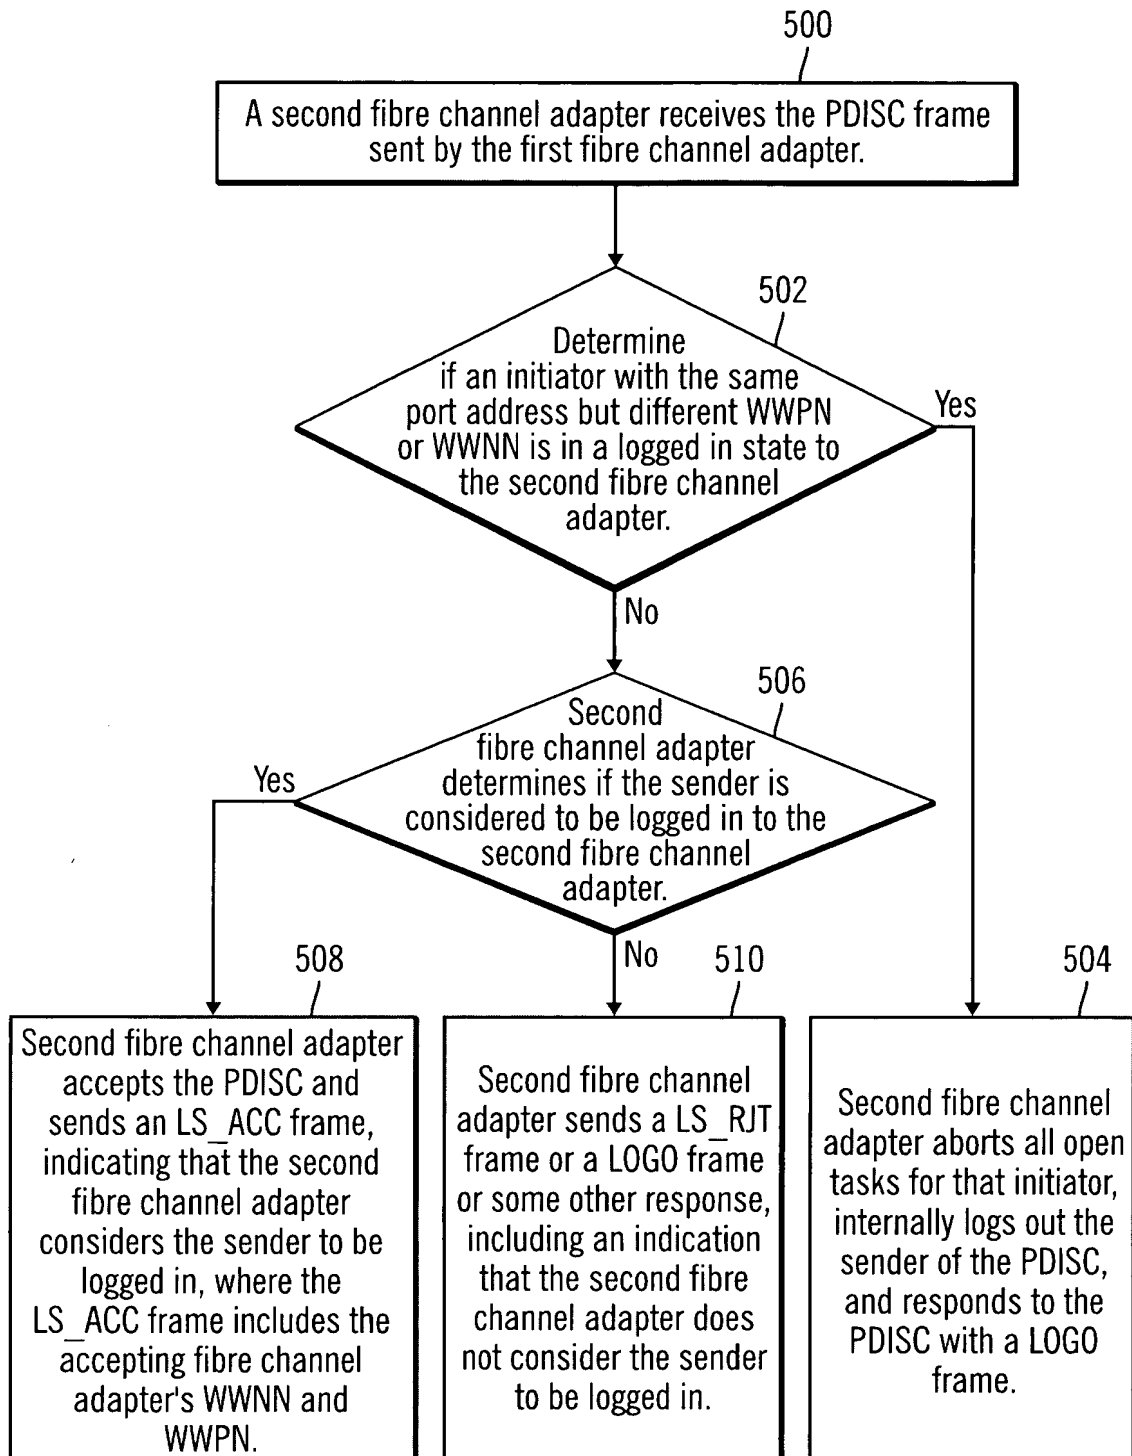 500
A second fibre channel adapter receives the PDISC frame
sent by the first fibre channel adapter.
502
Determine
if an initiator with the same
port address but different WWPN
or WWNN is in a logged in state to
the second fibre channel
adapter.
Yes
No
506
Second
fibre channel adapter
determines if the sender is
considered to be logged in to the
second fibre channel
adapter.
Yes
No
508
Second fibre channel adapter
accepts the PDISC and
sends an LS_ACC frame,
indicating that the second
fibre channel adapter
considers the sender to be
logged in, where the
LS_ACC frame includes the
accepting fibre channel
adapter's WWNN and
WWPN.
510
Second fibre channel
adapter sends a LS_RJT
frame or a LOGO frame
or some other response,
including an indication
that the second fibre
channel adapter does
not consider the sender
to be logged in.
504
Second fibre channel
adapter aborts all open
tasks for that initiator,
internally logs out the
sender of the PDISC,
and responds to the
PDISC with a LOGO
frame.